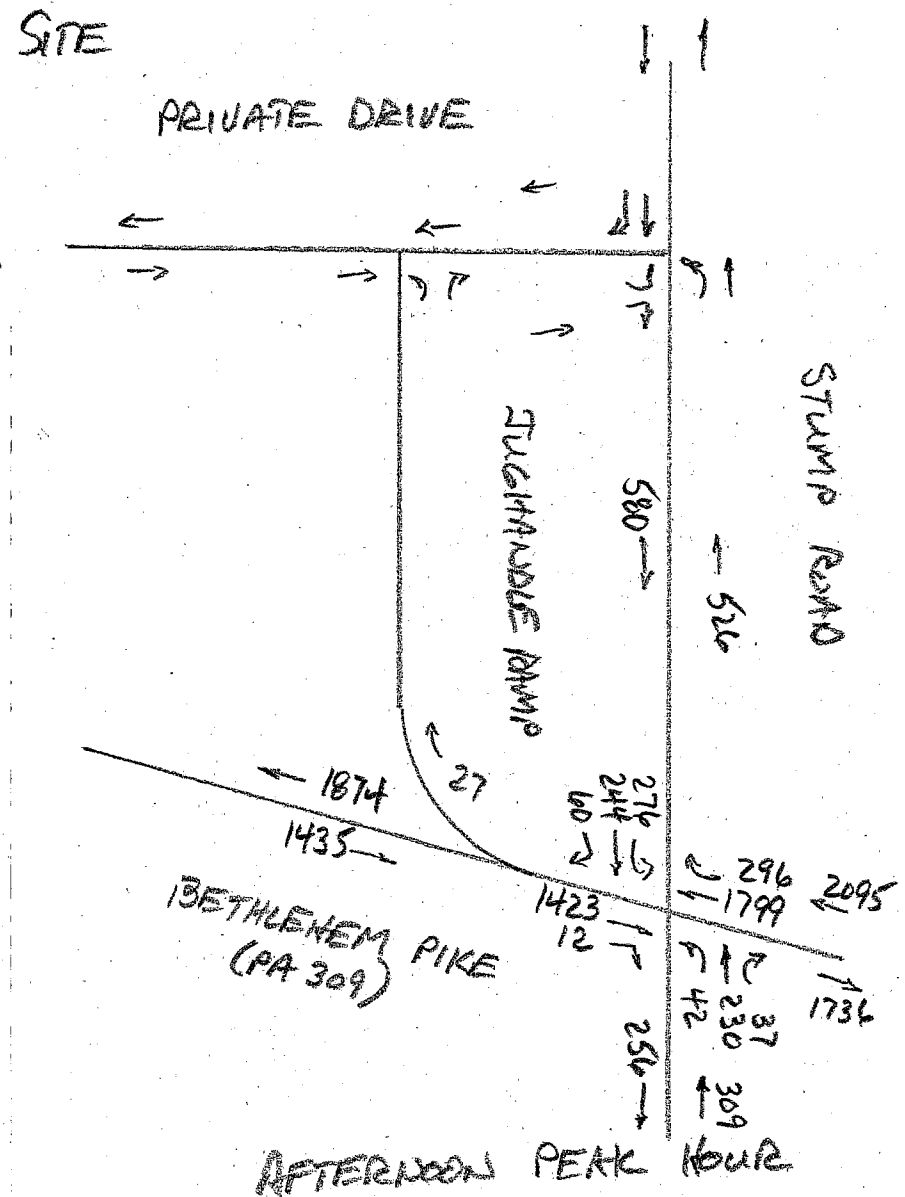 SITE
PRIVATE DRIVE
STUMP ROAD
JUGHANDLE RAMP
580
526
27
1874
1435
276
244
60
296
1799
2095
1423
12
BETHLEHEM PIKE
(PA 309)
1736
37
230
42
256
309
AFTERNOON PEAK HOUR